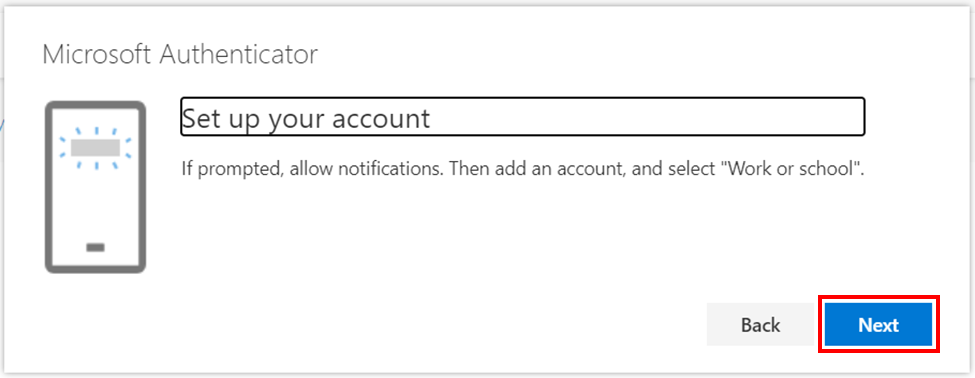 Microsoft Authenticator
Set up your account
If prompted, allow notifications. Then add an account, and select "Work or school".
Back
Next